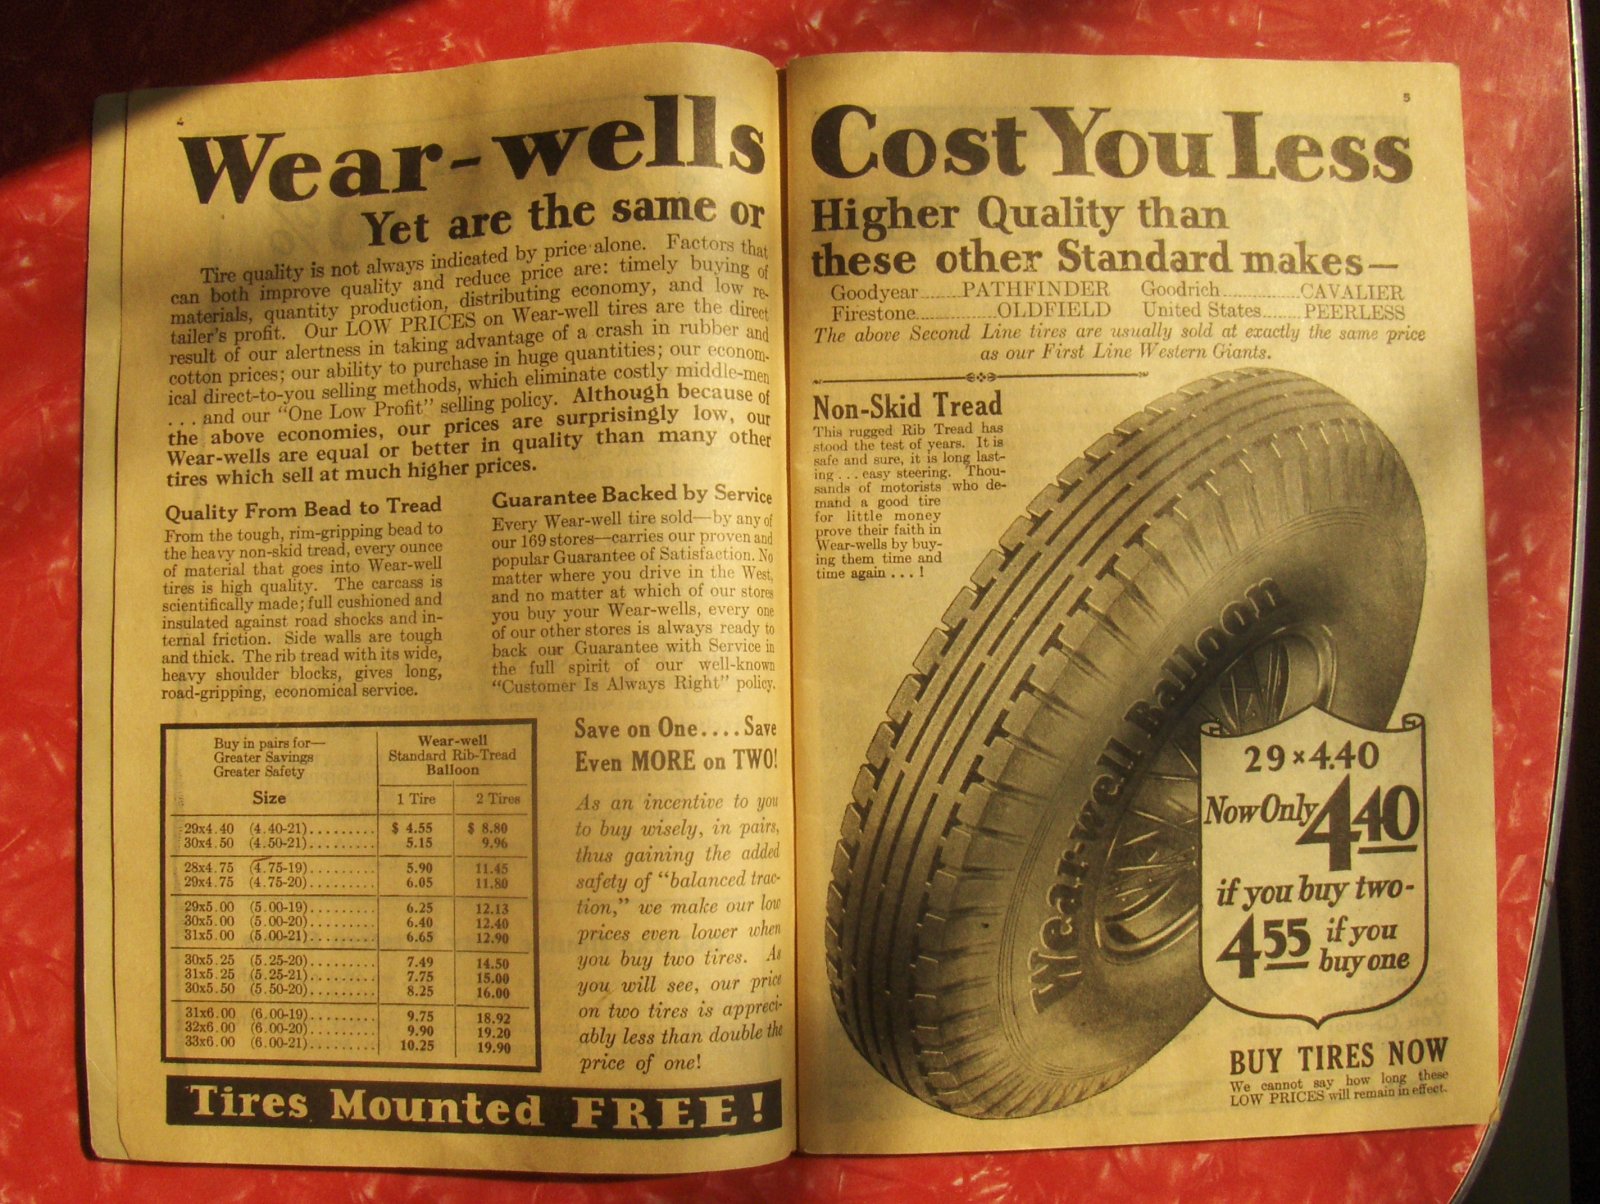 4
Wear-wells
Yet are the same or
Tire quality is not always indicated by price alone. Factors that
can both improve quality and reduce price are: timely buying of
materials, quantity production, distributing economy, and low re-
tailer's profit. Our LOW PRICES on Wear-well tires are the direct
result of our alertness in taking advantage of a crash in rubber and
cotton prices; our ability to purchase in huge quantities; our econom-
ical direct-to-you selling methods, which eliminate costly middle-men
... and our "One Low Profit" selling policy. Although because of
the above economies, our prices are surprisingly low, our
Wear-wells are equal or better in quality than many other
tires which sell at much higher prices.
Quality From Bead to Tread
From the tough, rim-gripping bead to
the heavy non-skid tread, every ounce
of material that goes into Wear-well
tires is high quality. The carcass is
scientifically made; full cushioned and
insulated against road shocks and in-
ternal friction. Side walls are tough
and thick. The rib tread with its wide,
heavy shoulder blocks, gives long,
road-gripping, economical service.
Guarantee Backed by Service
Every Wear-well tire sold—by any of
our 169 stores—carries our proven and
popular Guarantee of Satisfaction. No
matter where you drive in the West,
and no matter at which of our stores
you buy your Wear-wells, every one
of our other stores is always ready to
back our Guarantee with Service in
the full spirit of our well-known
"Customer Is Always Right" policy.
Buy in pairs for—
Greater Savings
Greater Safety
Size
Wear-well
Standard Rib-Tread
Balloon
1 Tire 2 Tires
29x4.40 (4.40-21)......... $ 4.55 $ 8.80
30x4.50 (4.50-21)......... 5.15 9.96
28x4.75 (4.75-19)......... 5.90 11.45
29x4.75 (4.75-20)......... 6.05 11.80
29x5.00 (5.00-19)......... 6.25 12.13
30x5.00 (5.00-20)......... 6.40 12.40
31x5.00 (5.00-21)......... 6.65 12.90
30x5.25 (5.25-20)......... 7.49 14.50
31x5.25 (5.25-21)......... 7.75 15.00
30x5.50 (5.50-20)......... 8.25 16.00
31x6.00 (6.00-19)......... 9.75 18.92
32x6.00 (6.00-20)......... 9.90 19.20
33x6.00 (6.00-21)......... 10.25 19.90
Save on One....Save
Even MORE on TWO!
As an incentive to you
to buy wisely, in pairs,
thus gaining the added
safety of "balanced trac-
tion," we make our low
prices even lower when
you buy two tires. As
you will see, our price
on two tires is appreci-
ably less than double the
price of one!
Tires Mounted FREE!
5
Cost You Less
Higher Quality than
these other Standard makes—
Goodyear......PATHFINDER Goodrich............CAVALIER
Firestone............OLDFIELD United States......PEERLESS
The above Second Line tires are usually sold at exactly the same price
as our First Line Western Giants.
Non-Skid Tread
This rugged Rib Tread has
stood the test of years. It is
safe and sure, it is long last-
ing . . . easy steering. Thou-
sands of motorists who de-
mand a good tire
for little money
prove their faith in
Wear-wells by buy-
ing them time and
time again . . . !
Wear-well Balloon
29x4.40
Now Only 4.40
if you buy two-
4.55 if you
buy one
BUY TIRES NOW
We cannot say how long these
LOW PRICES will remain in effect.